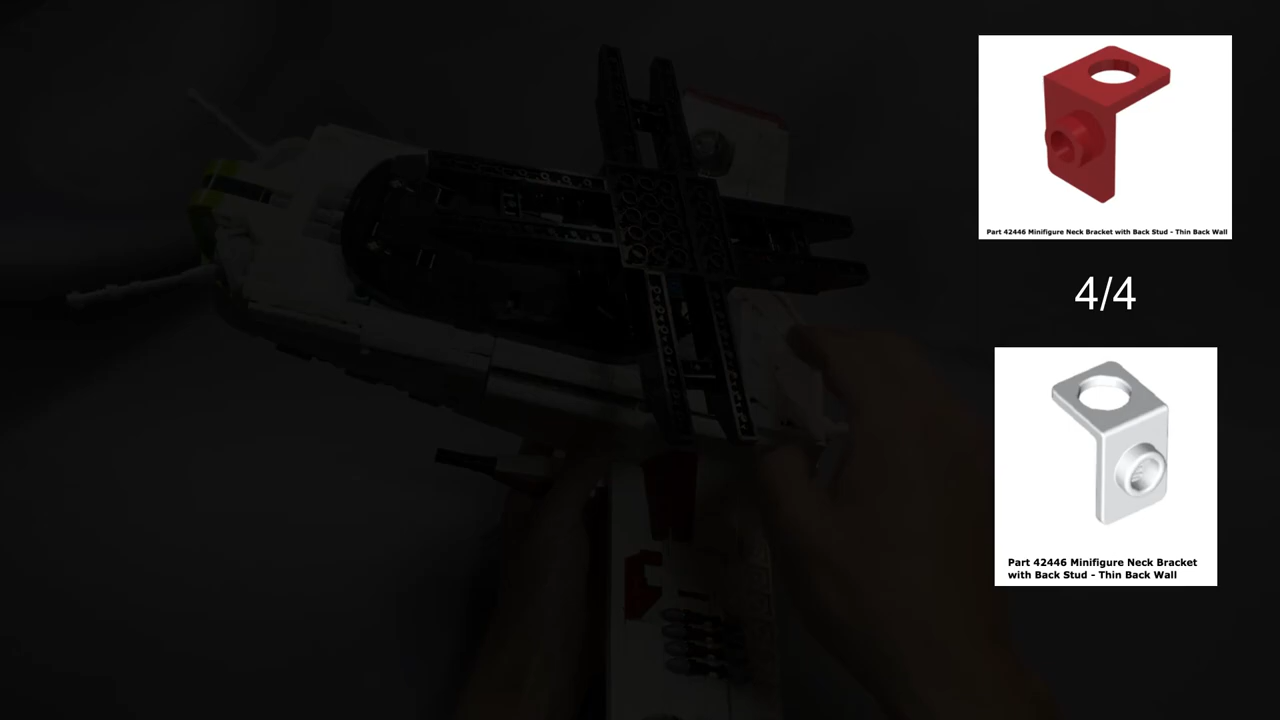 Part 42446 Minifigure Neck Bracket with Back Stud - Thin Back Wall
4/4
Part 42446 Minifigure Neck Bracket
with Back Stud - Thin Back Wall